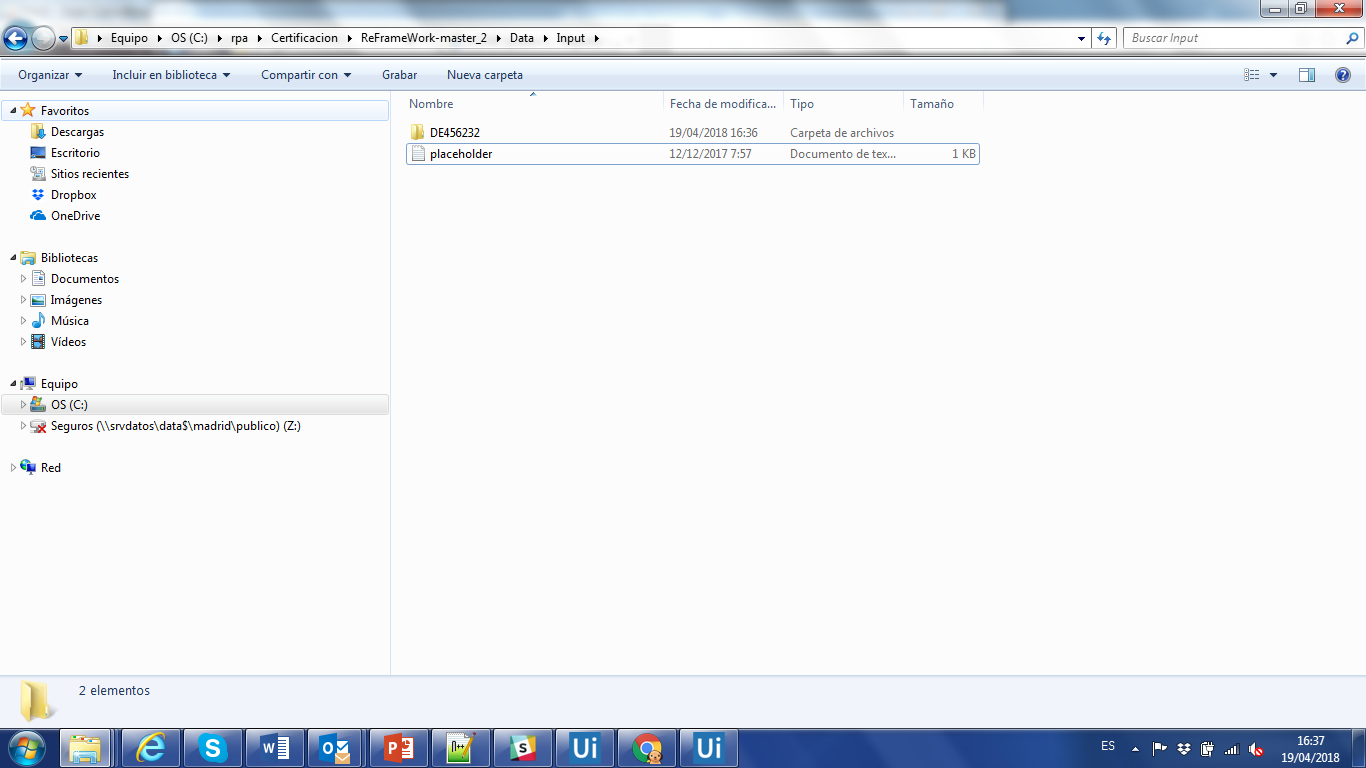 Equipo OS (C:) rpa Certificacion ReFrameWork-master_2 Data Input
Buscar Input
Organizar Incluir en biblioteca Compartir con Grabar Nueva carpeta
Favoritos
Descargas
Escritorio
Sitios recientes
Dropbox
OneDrive
Bibliotecas
Documentos
Imágenes
Música
Vídeos
Equipo
OS (C:)
Seguros (\\srvdatos\data$\madrid\publico) (Z:)
Red
Nombre Fecha de modifica... Tipo Tamaño
DE456232 19/04/2018 16:36 Carpeta de archivos
placeholder 12/12/2017 7:57 Documento de tex... 1 KB
2 elementos
ES
16:37
19/04/2018